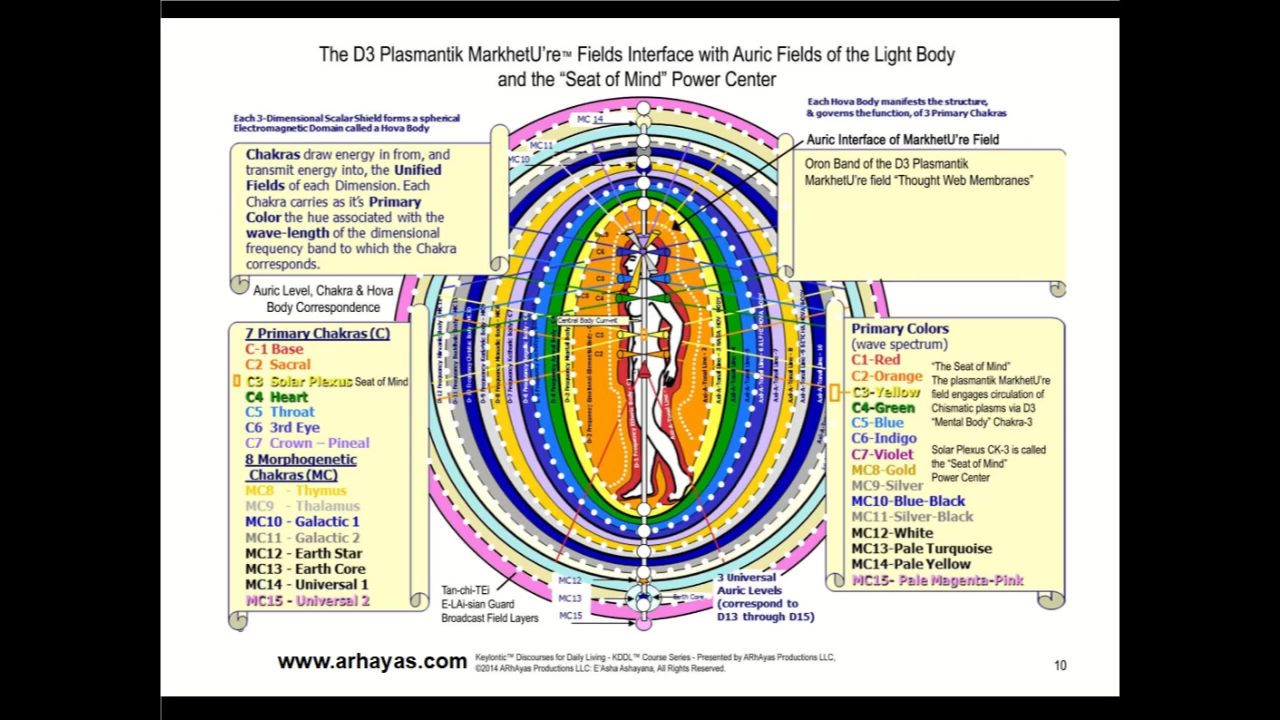 The D3 Plasmantik MarkhetU're™ Fields Interface with Auric Fields of the Light Body
and the “Seat of Mind” Power Center
Each 3-Dimensional Scalar Shield forms a spherical
Electromagnetic Domain called a Hova Body
Chakras draw energy in from, and
transmit energy into, the Unified
Fields of each Dimension. Each
Chakra carries as it’s Primary
Color the hue associated with the
wave-length of the dimensional
frequency band to which the Chakra
corresponds.
Auric Level, Chakra & Hova
Body Correspondence
7 Primary Chakras (C)
C-1 Base
C2 Sacral
C3 Solar Plexus Seat of Mind
C4 Heart
C5 Throat
C6 3rd Eye
C7 Crown – Pineal
8 Morphogenetic
Chakras (MC)
MC8 - Thymus
MC9 - Thalamus
MC10 - Galactic 1
MC11 - Galactic 2
MC12 - Earth Star
MC13 - Earth Core
MC14 - Universal 1
MC15 - Universal 2
MC 14
MC11
MC10
Central Body Current
Each Hova Body manifests the structure,
& governs the function, of 3 Primary Chakras
Auric Interface of MarkhetU're Field
Oron Band of the D3 Plasmantik
MarkhetU're field “Thought Web Membranes”
Primary Colors
(wave spectrum)
C1-Red
C2-Orange
C3-Yellow
C4-Green
C5-Blue
C6-Indigo
C7-Violet
MC8-Gold
MC9-Silver
MC10-Blue-Black
MC11-Silver-Black
MC12-White
MC13-Pale Turquoise
MC14-Pale Yellow
MC15- Pale Magenta-Pink
“The Seat of Mind”
The plasmantik MarkhetU're
field engages circulation of
Chismatic plasms via D3
“Mental Body” Chakra-3
Solar Plexus CK-3 is called
the “Seat of Mind”
Power Center
Tan-chi-TEi
E-LAi-sian Guard
Broadcast Field Layers
MC12
MC13
MC15
Earth Core
3 Universal
Auric Levels
(correspond to
D13 through D15)
www.arhayas.com
Keylontic™ Discourses for Daily Living - KDDL™ Course Series - Presented by ARhAyas Productions LLC,
©2014 ARhAyas Productions LLC: E’Asha Ashayana, All Rights Reserved.
10